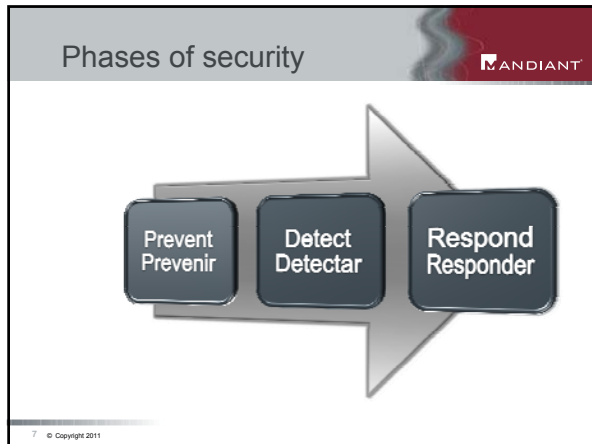 Phases of security
MANDIANT
Prevent
Prevenir
Detect
Detectar
Respond
Responder
7 © Copyright 2011